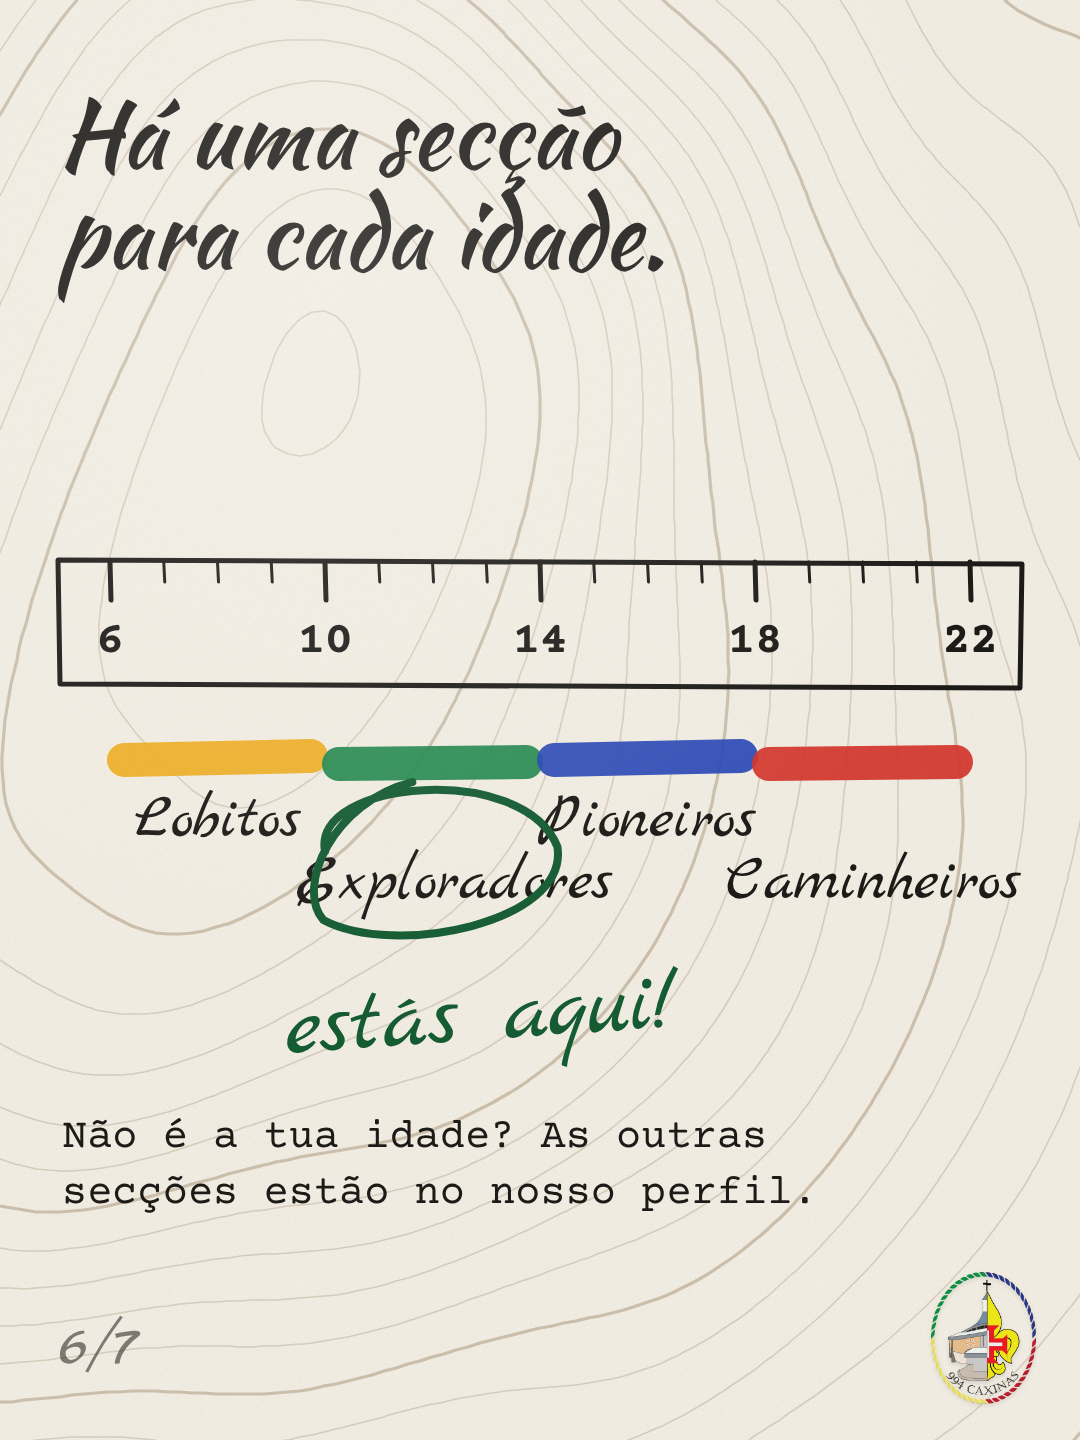 Há uma secção
para cada idade.
6 10 14 18 22
Lobitos Pioneiros
Exploradores Caminheiros
estás aqui!
Não é a tua idade? As outras
secções estão no nosso perfil.
6/7
994 CAXINAS